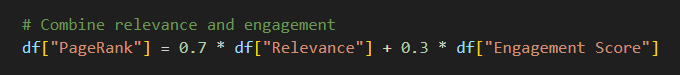 # Combine relevance and engagement
df["PageRank"] = 0.7 * df["Relevance"] + 0.3 * df["Engagement Score"]